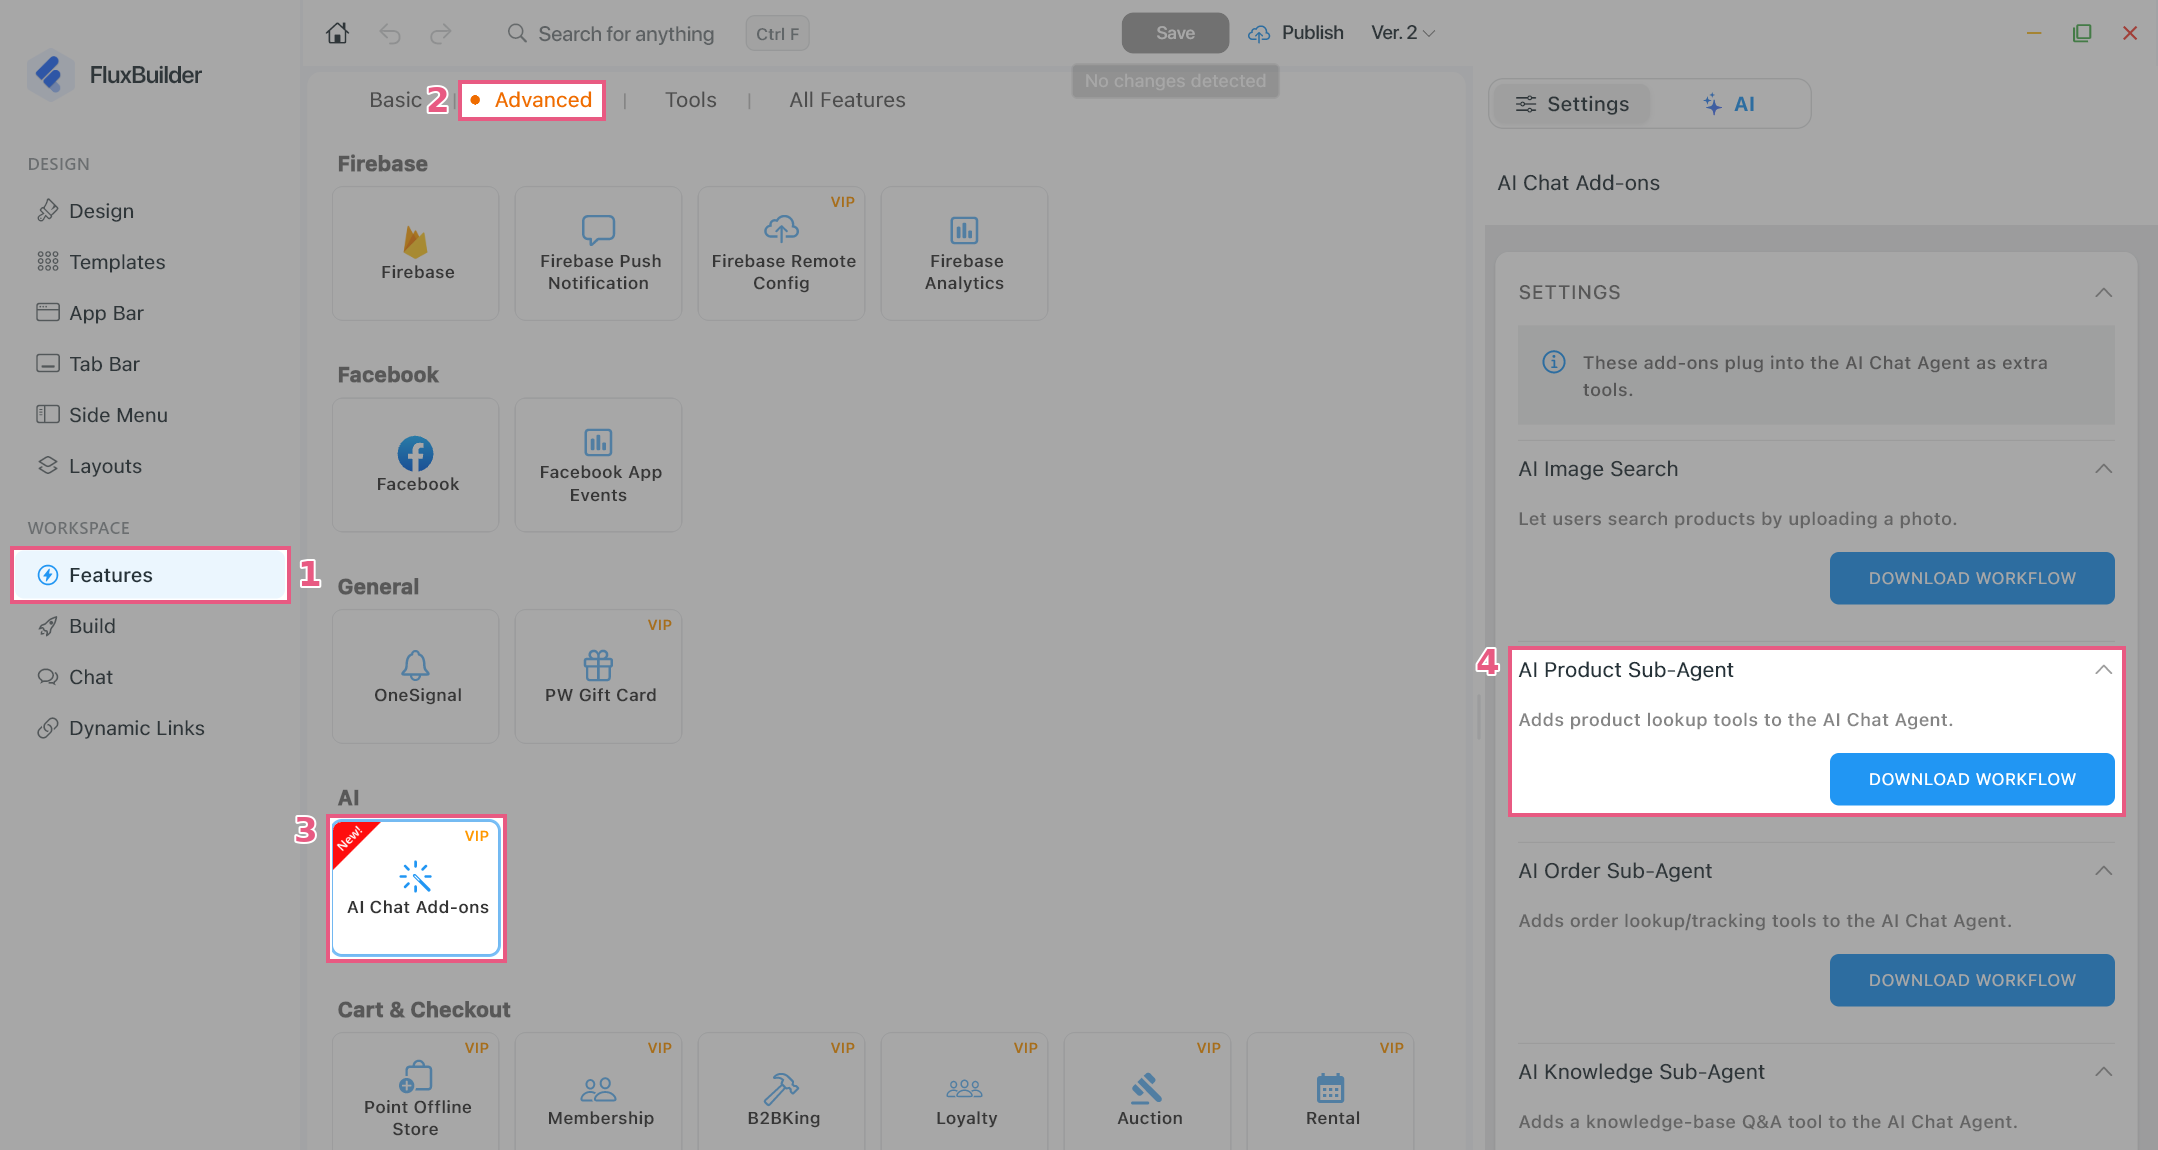 Search for anything
Ctrl F
Save
Publish
Ver. 2
No changes detected
FluxBuilder
DESIGN
Design
Templates
App Bar
Tab Bar
Side Menu
Layouts
WORKSPACE
Features
1
Build
Chat
Dynamic Links
Basic
2
Advanced
Tools
All Features
Firebase
Firebase
Firebase Push
Notification
VIP
Firebase Remote
Config
Firebase
Analytics
Facebook
Facebook
Facebook App
Events
General
OneSignal
VIP
PW Gift Card
AI
3
New!
VIP
AI Chat Add-ons
Cart & Checkout
VIP
Point Offline
Store
VIP
Membership
VIP
B2BKing
VIP
Loyalty
VIP
Auction
VIP
Rental
Settings
AI
AI Chat Add-ons
SETTINGS
These add-ons plug into the AI Chat Agent as extra
tools.
AI Image Search
Let users search products by uploading a photo.
DOWNLOAD WORKFLOW
4
AI Product Sub-Agent
Adds product lookup tools to the AI Chat Agent.
DOWNLOAD WORKFLOW
AI Order Sub-Agent
Adds order lookup/tracking tools to the AI Chat Agent.
DOWNLOAD WORKFLOW
AI Knowledge Sub-Agent
Adds a knowledge-base Q&A tool to the AI Chat Agent.